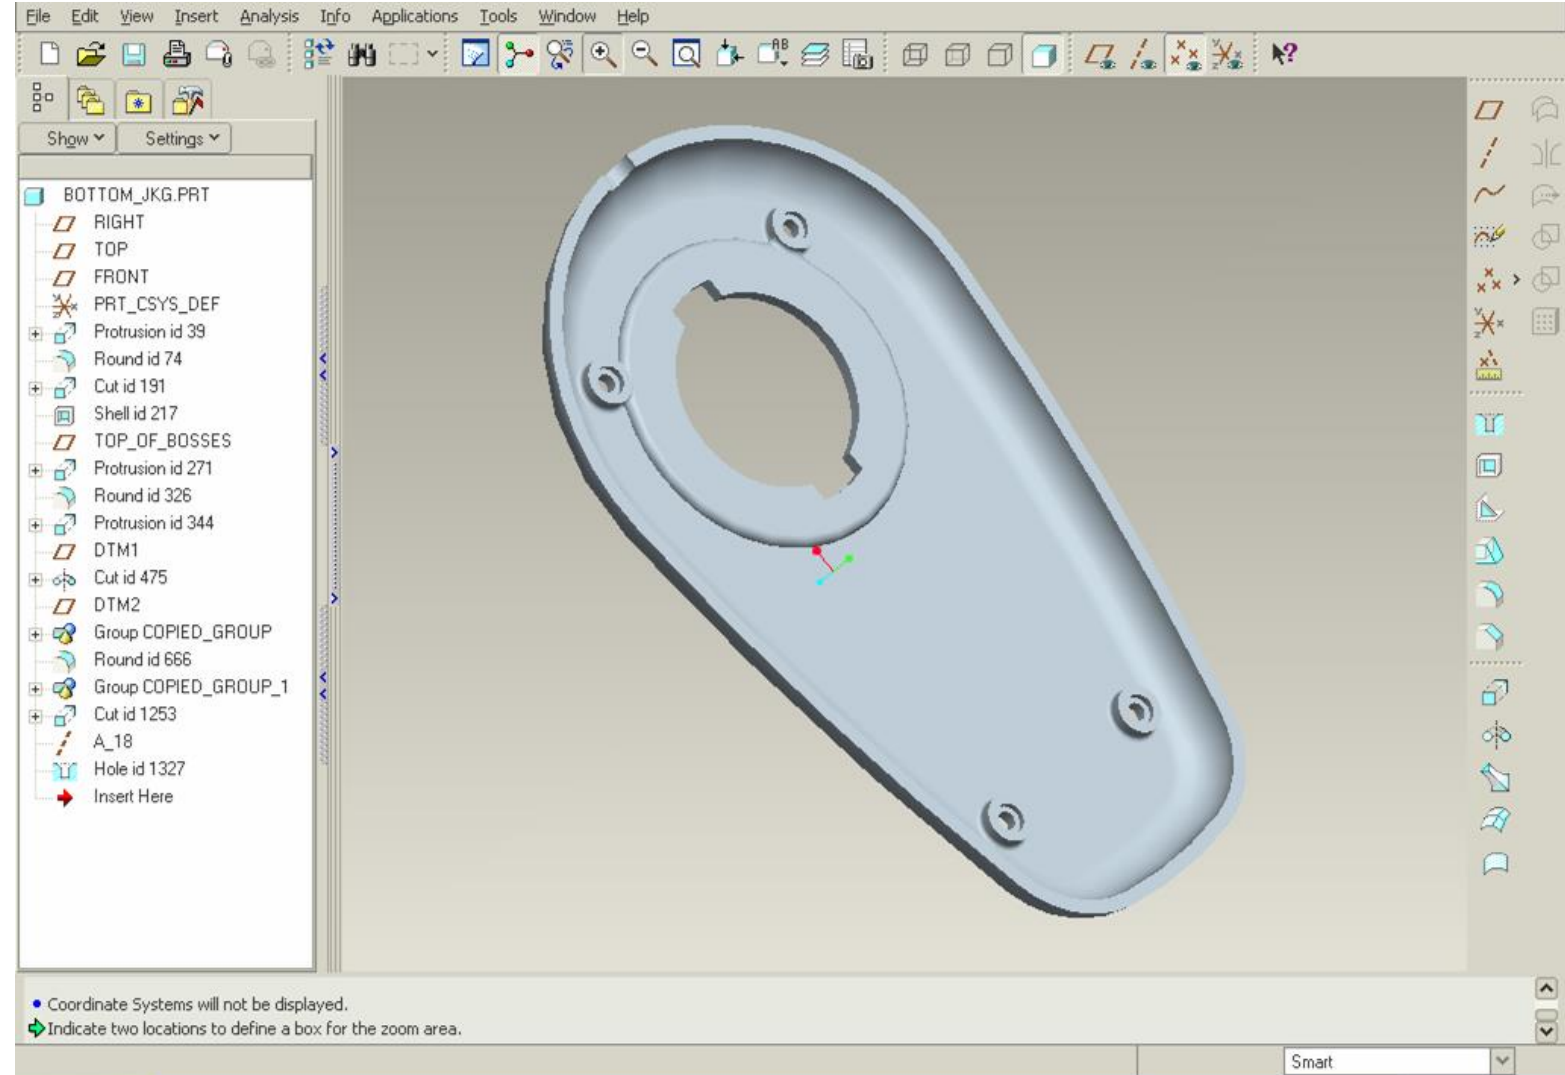 File Edit View Insert Analysis Info Applications Tools Window Help
Show Settings
BOTTOM_JKG.PRT
RIGHT
TOP
FRONT
PRT_CSYS_DEF
Protrusion id 39
Round id 74
Cut id 191
Shell id 217
TOP_OF_BOSSES
Protrusion id 271
Round id 326
Protrusion id 344
DTM1
Cut id 475
DTM2
Group COPIED_GROUP
Round id 666
Group COPIED_GROUP_1
Cut id 1253
A_18
Hole id 1327
Insert Here
Coordinate Systems will not be displayed.
Indicate two locations to define a box for the zoom area.
Smart